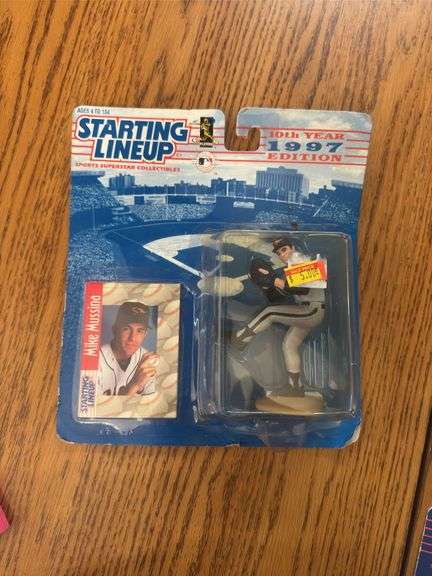 AGES 4 TO 104
STARTING
LINEUP
SPORTS SUPERSTAR COLLECTIBLES
10th YEAR
1997
EDITION
Mike Mussina
STARTING
LINEUP